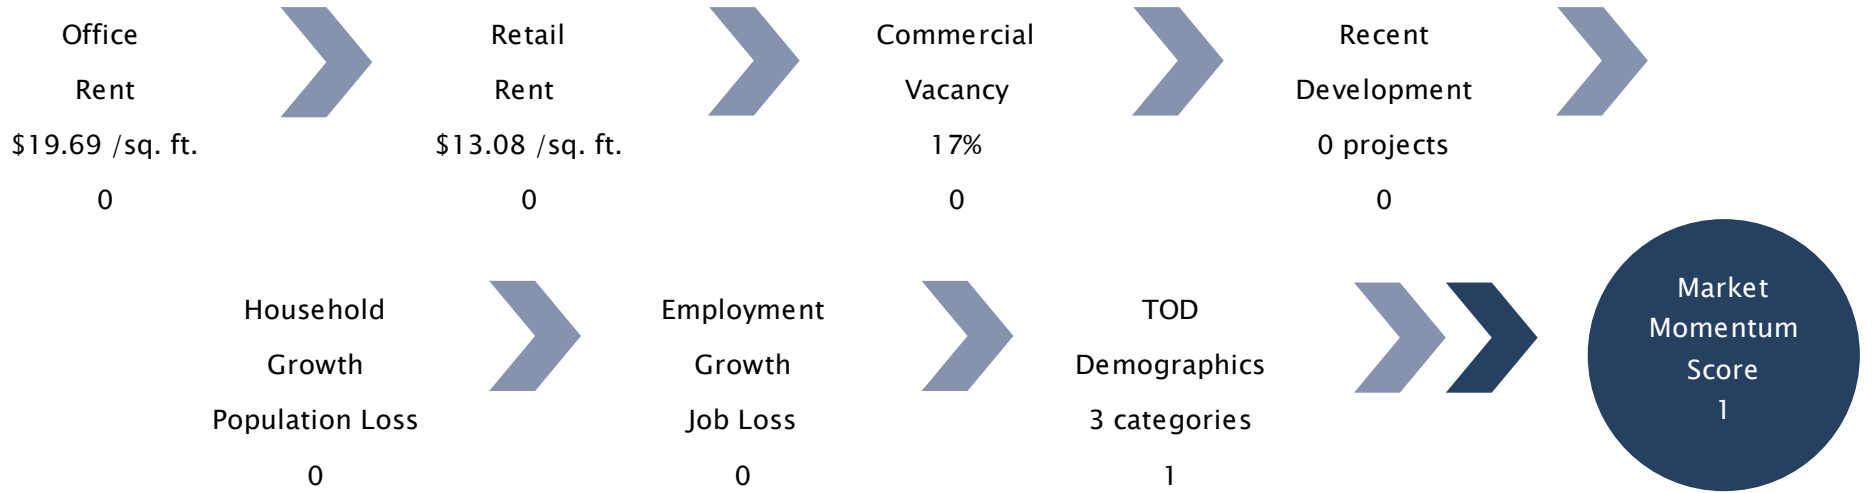 Office
Rent
$19.69 /sq. ft.
0
Retail
Rent
$13.08 /sq. ft.
0
Commercial
Vacancy
17%
0
Recent
Development
0 projects
0
Household
Growth
Population Loss
0
Employment
Growth
Job Loss
0
TOD
Demographics
3 categories
1
Market
Momentum
Score
1